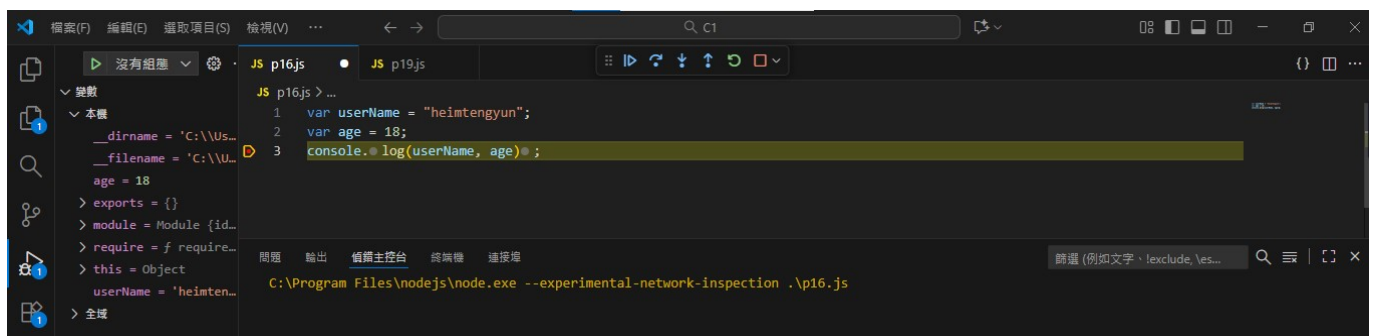 檔案(F) 編輯(E) 選取項目(S) 檢視(V) ··· ← → C1
沒有組態
JS p16.js ● JS p19.js
{} ···
變數
本機
__dirname = 'C:\\Us…
__filename = 'C:\\U…
age = 18
> exports = {}
> module = Module {id…
> require = ƒ require…
> this = Object
userName = 'heimten…
> 全域
JS p16.js > ...
1 var userName = "heimtengyun";
2 var age = 18;
3 console. log(userName, age) ;
問題 輸出 偵錯主控台 終端機 連接埠
篩選 (例如文字、!exclude, \es...
C:\Program Files\nodejs\node.exe --experimental-network-inspection .\p16.js
1
1
1